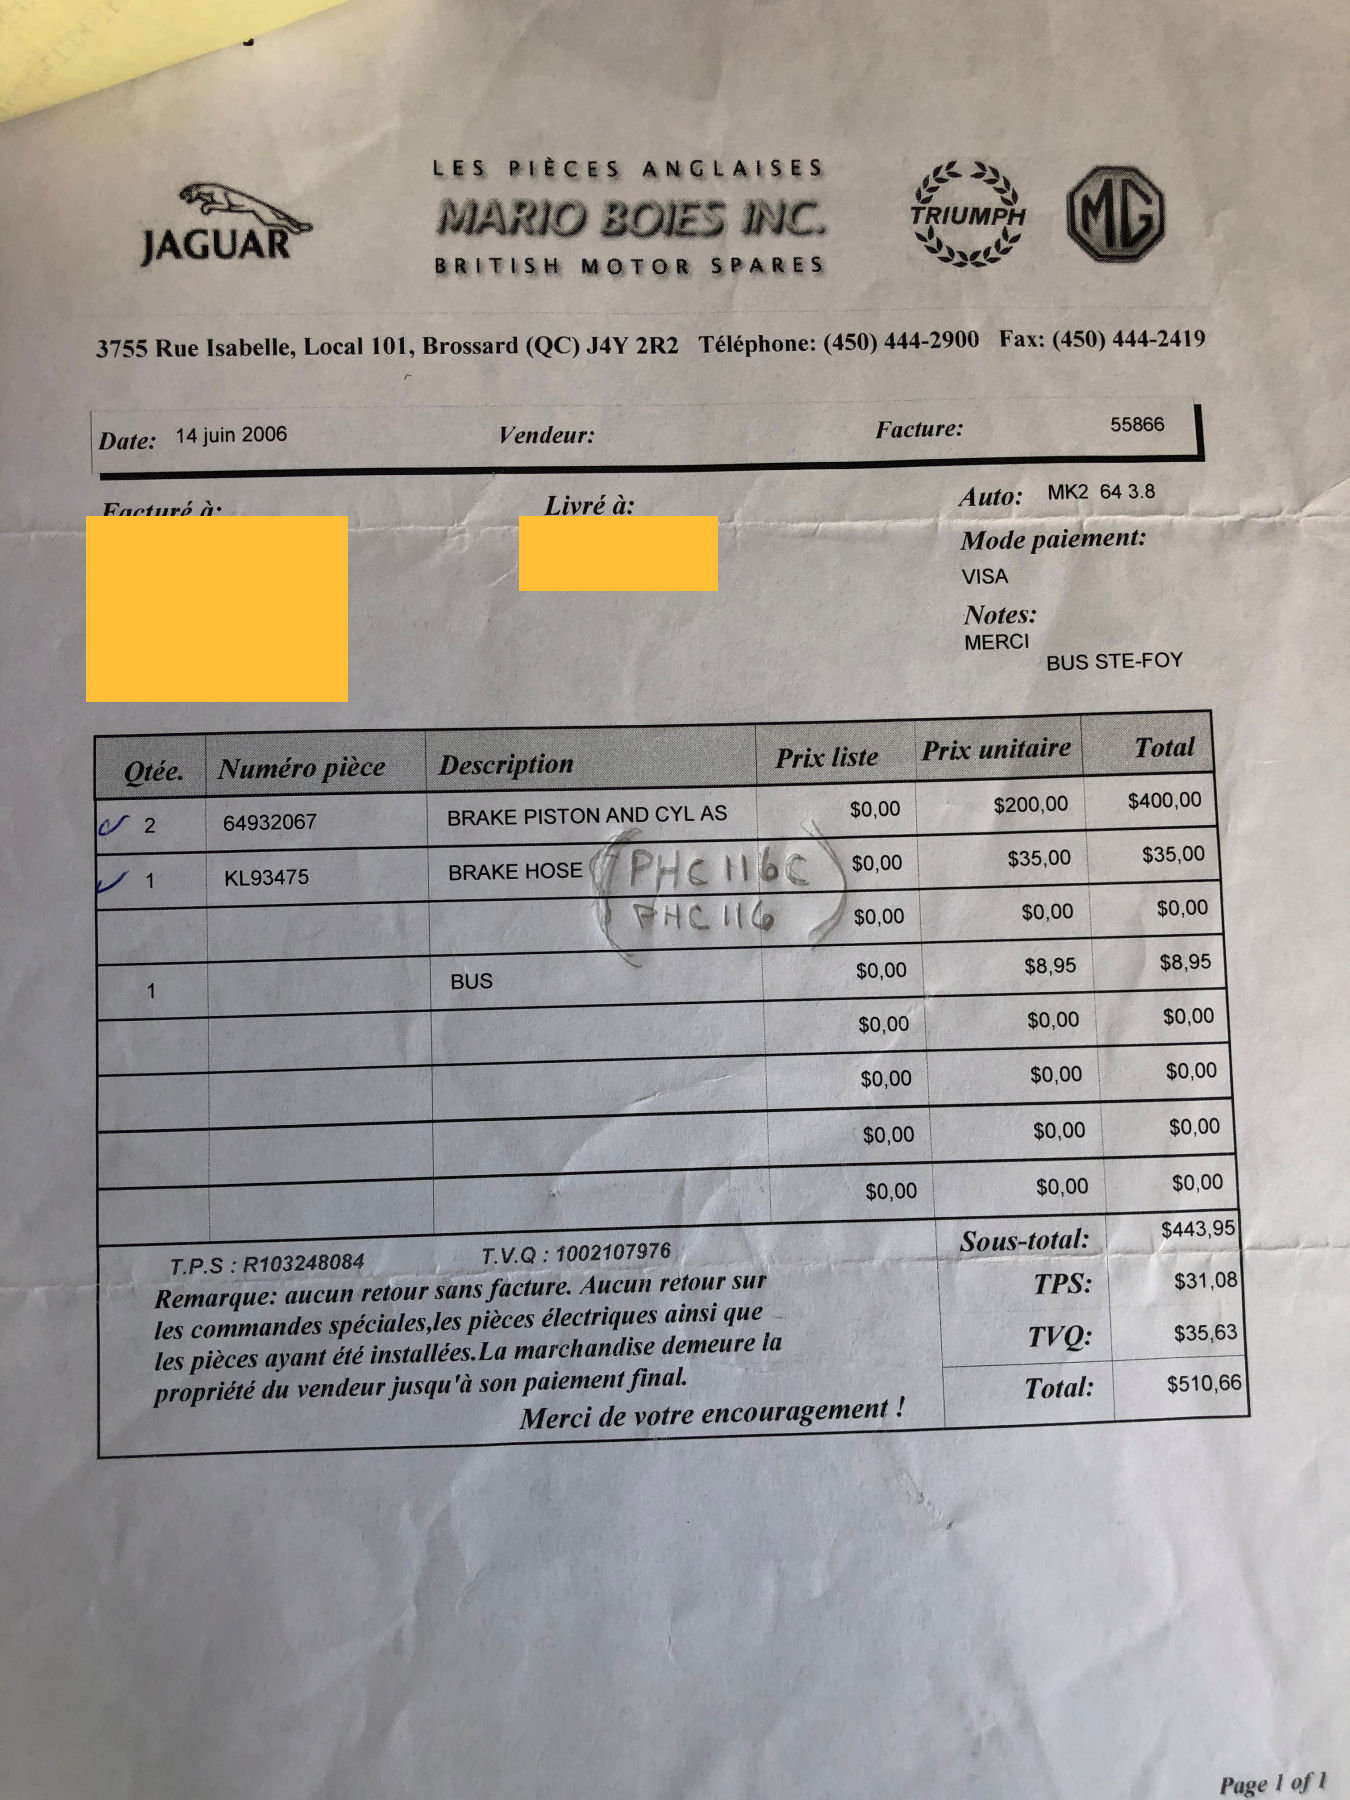 LES PIÈCES ANGLAISES
MARIO BOIES INC.
BRITISH MOTOR SPARES
JAGUAR
TRIUMPH
MG
3755 Rue Isabelle, Local 101, Brossard (QC) J4Y 2R2 Téléphone: (450) 444-2900 Fax: (450) 444-2419
Date: 14 juin 2006 Vendeur: Facture: 55866
Facturé à: Livré à: Auto: MK2 64 3.8
Mode paiement:
VISA
Notes:
MERCI
BUS STE-FOY
Qtée. Numéro pièce Description Prix liste Prix unitaire Total
2 64932067 BRAKE PISTON AND CYL AS $0,00 $200,00 $400,00
1 KL93475 BRAKE HOSE (PHC 116C) $0,00 $35,00 $35,00
PHC 116 $0,00 $0,00 $0,00
1 BUS $0,00 $8,95 $8,95
$0,00 $0,00 $0,00
$0,00 $0,00 $0,00
$0,00 $0,00 $0,00
$0,00 $0,00 $0,00
T.P.S : R103248084 T.V.Q : 1002107976 Sous-total: $443,95
Remarque: aucun retour sans facture. Aucun retour sur
les commandes spéciales,les pièces électriques ainsi que
les pièces ayant été installées.La marchandise demeure la
propriété du vendeur jusqu'à son paiement final.
Merci de votre encouragement !
TPS: $31,08
TVQ: $35,63
Total: $510,66
Page 1 of 1